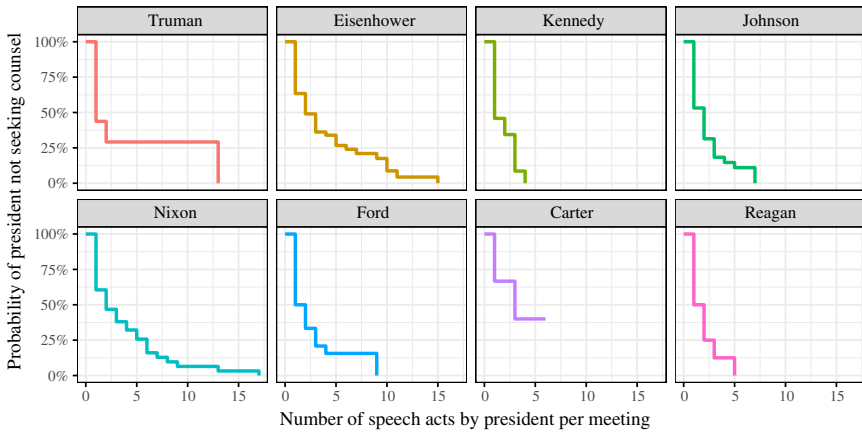 Truman Eisenhower Kennedy Johnson
100%
75%
50%
25%
0%
Nixon Ford Carter Reagan
100%
75%
50%
25%
0%
0 5 10 15 0 5 10 15 0 5 10 15 0 5 10 15
Number of speech acts by president per meeting
Probability of president not seeking counsel